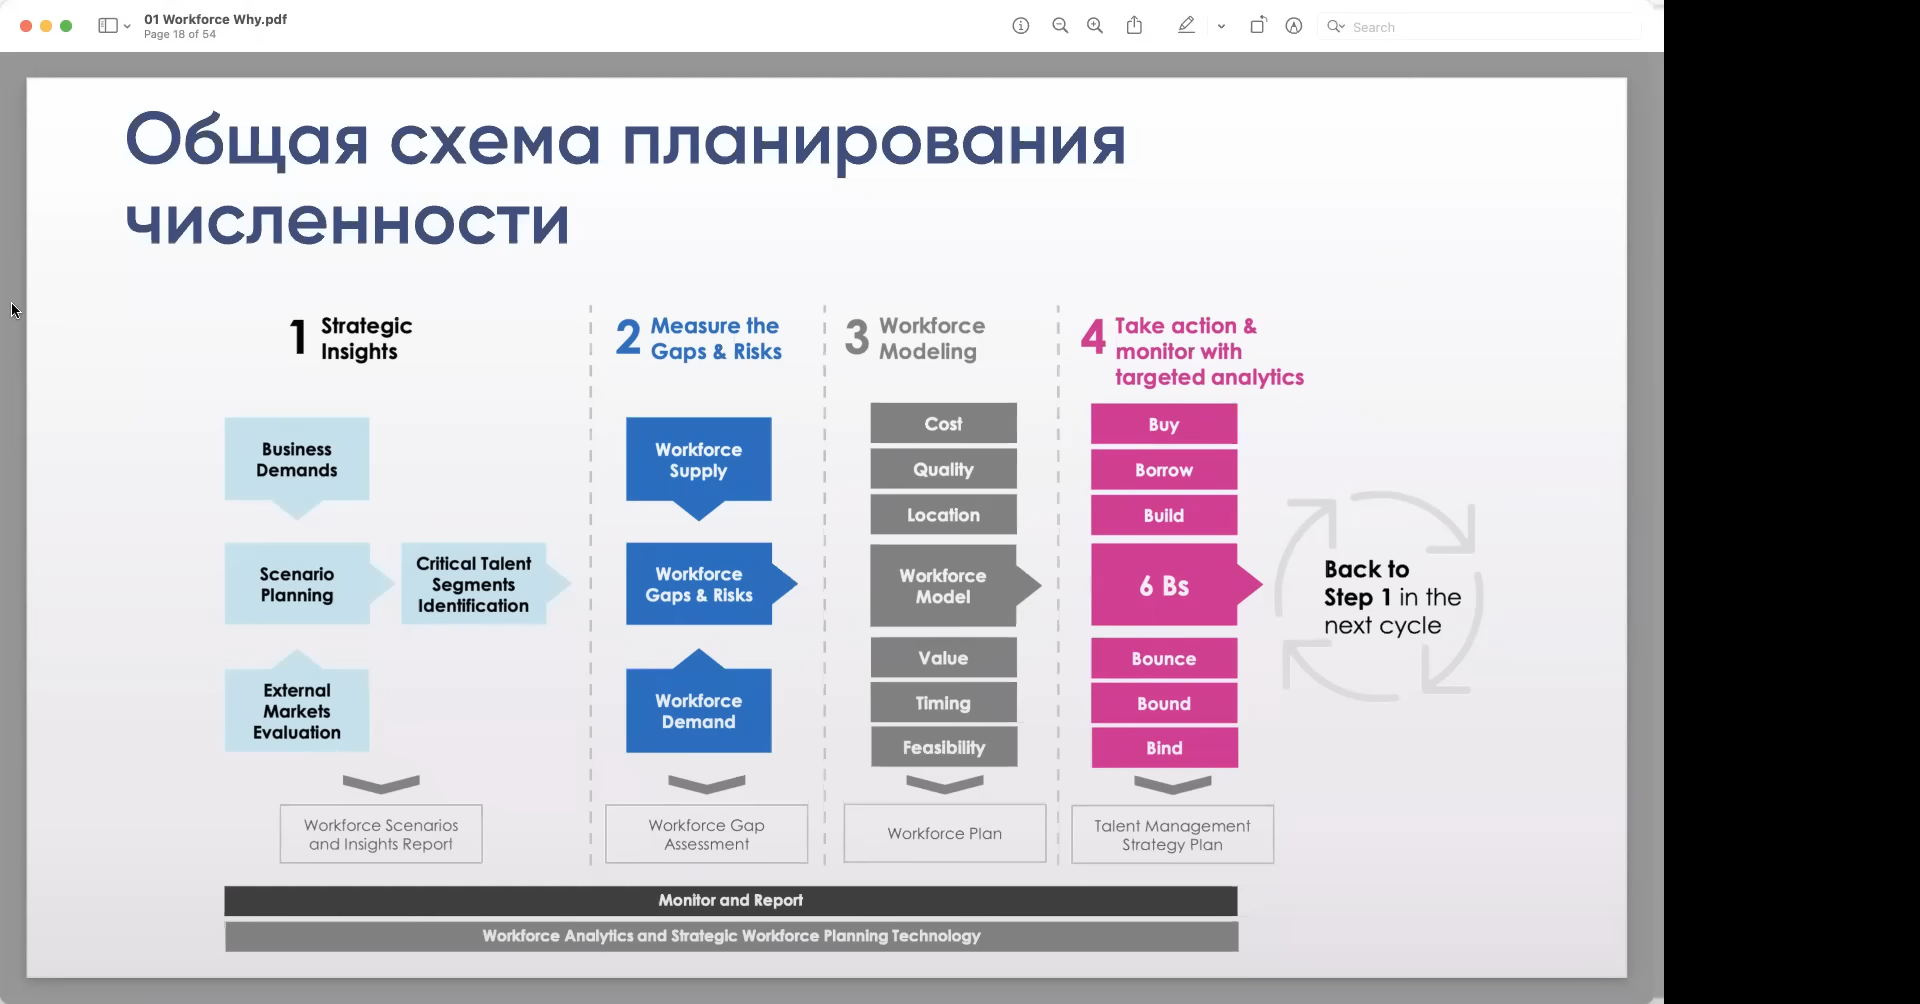 01 Workforce Why.pdf
Page 18 of 54
Search
Общая схема планирования
численности
1 Strategic
Insights
Business
Demands
Scenario
Planning
Critical Talent
Segments
Identification
External
Markets
Evaluation
Workforce Scenarios
and Insights Report
2 Measure the
Gaps & Risks
Workforce
Supply
Workforce
Gaps & Risks
Workforce
Demand
Workforce Gap
Assessment
3 Workforce
Modeling
Cost
Quality
Location
Workforce
Model
Value
Timing
Feasibility
Workforce Plan
4 Take action &
monitor with
targeted analytics
Buy
Borrow
Build
6 Bs
Bounce
Bound
Bind
Talent Management
Strategy Plan
Back to
Step 1 in the
next cycle
Monitor and Report
Workforce Analytics and Strategic Workforce Planning Technology